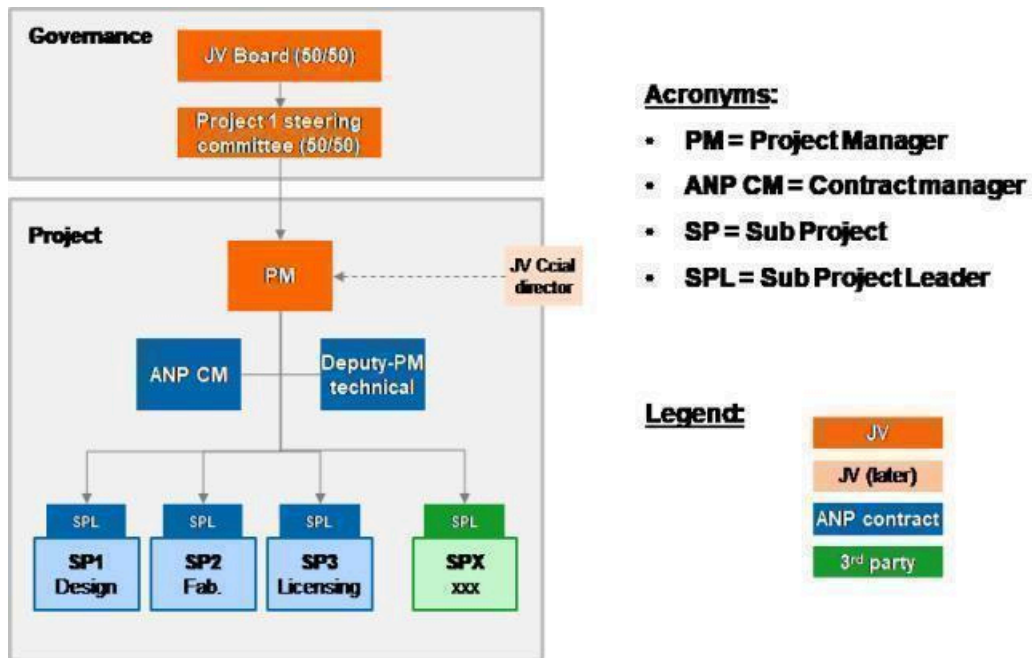 Governance
JV Board (50/50)
Project 1 steering
committee (50/50)
Project
PM
JV Ccial
director
ANP CM
Deputy-PM
technical
SPL
SPL
SPL
SPL
SP1
Design
SP2
Fab.
SP3
Licensing
SPX
xxx
Acronyms:
• PM = Project Manager
• ANP CM = Contract manager
• SP = Sub Project
• SPL = Sub Project Leader
Legend:
JV
JV (later)
ANP contract
3rd party